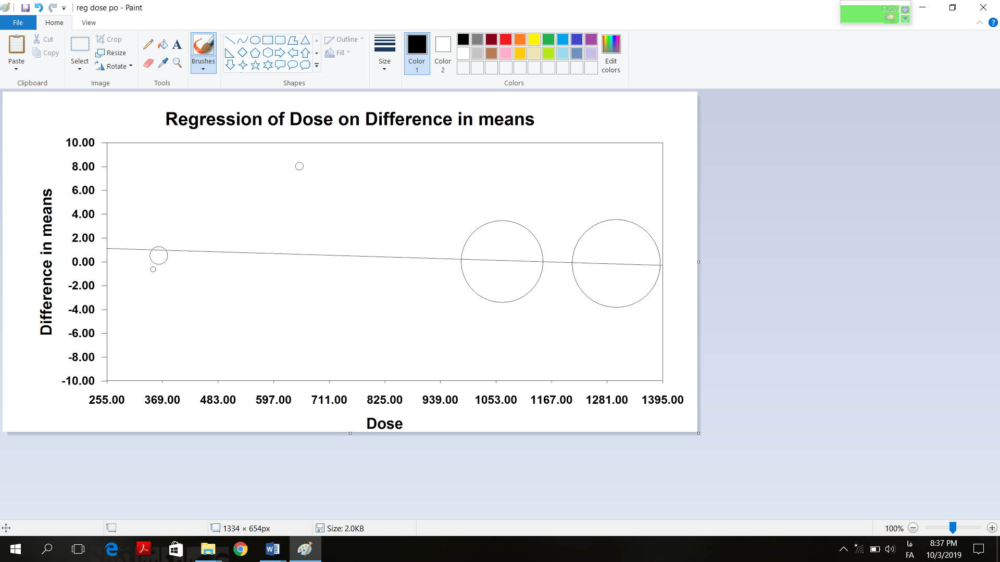 reg dose po - Paint
5 KB/s
File Home View
Paste
Cut
Copy
Clipboard
Select
Crop
Resize
Rotate
Image
A
Tools
Brushes
Outline
Fill
Shapes
Size
Color 1
Color 2
Edit colors
Colors
Regression of Dose on Difference in means
10.00
8.00
6.00
4.00
2.00
0.00
-2.00
-4.00
-6.00
-8.00
-10.00
Difference in means
255.00 369.00 483.00 597.00 711.00 825.00 939.00 1053.00 1167.00 1281.00 1395.00
Dose
1334 × 654px
Size: 2.0KB
100%
فا
FA
8:37 PM
10/3/2019